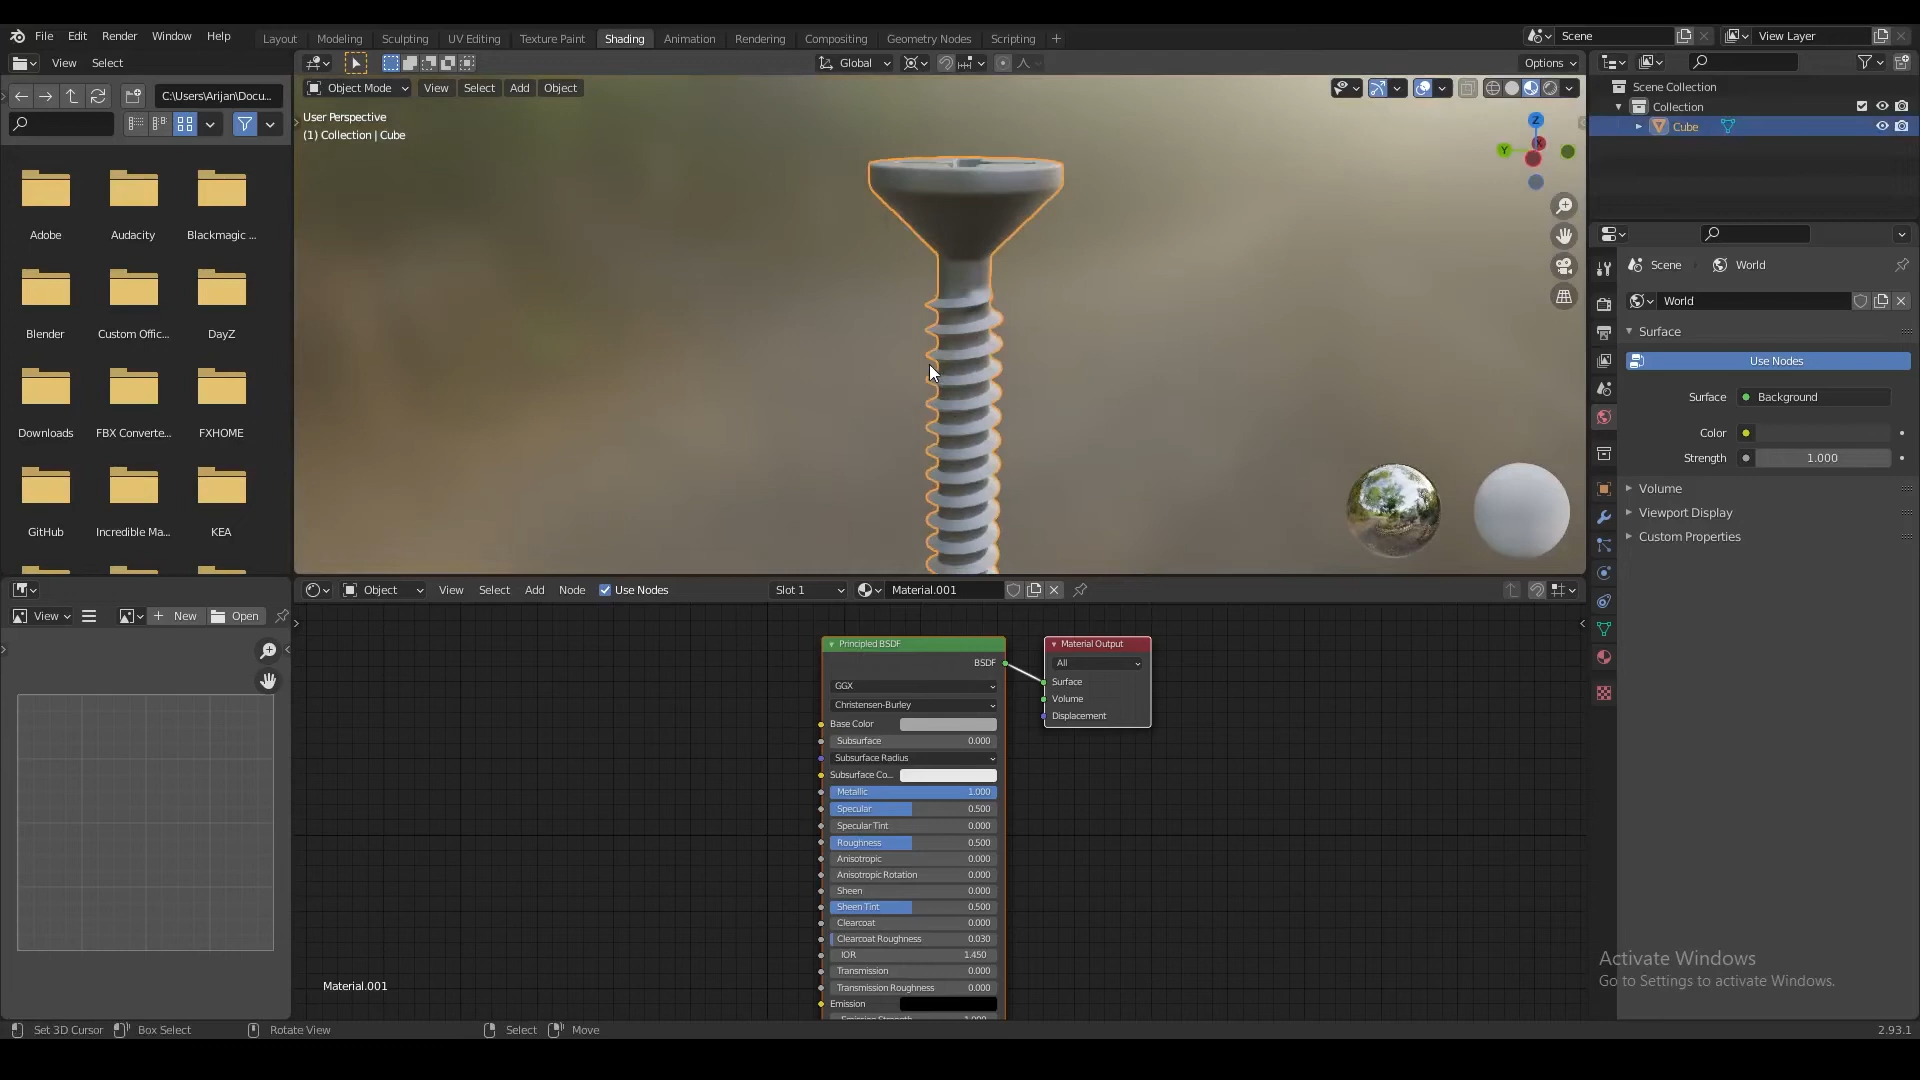 File Edit Render Window Help Layout Modeling Sculpting UV Editing Texture Paint Shading Animation Rendering Compositing Geometry Nodes Scripting Scene View Layer
View Select
Global
Options
C:\Users\Arijan\Docu...
Object Mode View Select Add Object
User Perspective
(1) Collection | Cube
Z
Y
X
Adobe Audacity Blackmagic ...
Blender Custom Offic... DayZ
Downloads FBX Converte... FXHOME
GitHub Incredible Ma... KEA
Scene Collection
Collection
Cube
Scene World
World
Surface
Use Nodes
Surface Background
Color
Strength 1.000
Volume
Viewport Display
Custom Properties
View New Open
Object View Select Add Node Use Nodes Slot 1 Material.001
Principled BSDF
BSDF
GGX
Christensen-Burley
Base Color
Subsurface 0.000
Subsurface Radius
Subsurface Co...
Metallic 1.000
Specular 0.500
Specular Tint 0.000
Roughness 0.500
Anisotropic 0.000
Anisotropic Rotation 0.000
Sheen 0.000
Sheen Tint 0.500
Clearcoat 0.000
Clearcoat Roughness 0.030
IOR 1.450
Transmission 0.000
Transmission Roughness 0.000
Emission
Emission Strength 1.000
Material Output
All
Surface
Volume
Displacement
Material.001
Activate Windows
Go to Settings to activate Windows.
Set 3D Cursor Box Select Rotate View Select Move 2.93.1